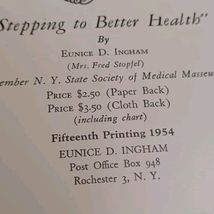 Stepping to Better Health"
By
EUNICE D. INGHAM
(Mrs. Fred Stopfel)
ember N. Y. State Society of Medical Masseu
PRICE $2.50 (Paper Back)
PRICE $3.50 (Cloth Back)
(including chart)
Fifteenth Printing 1954
EUNICE D. INGHAM
Post Office Box 948
Rochester 3, N. Y.